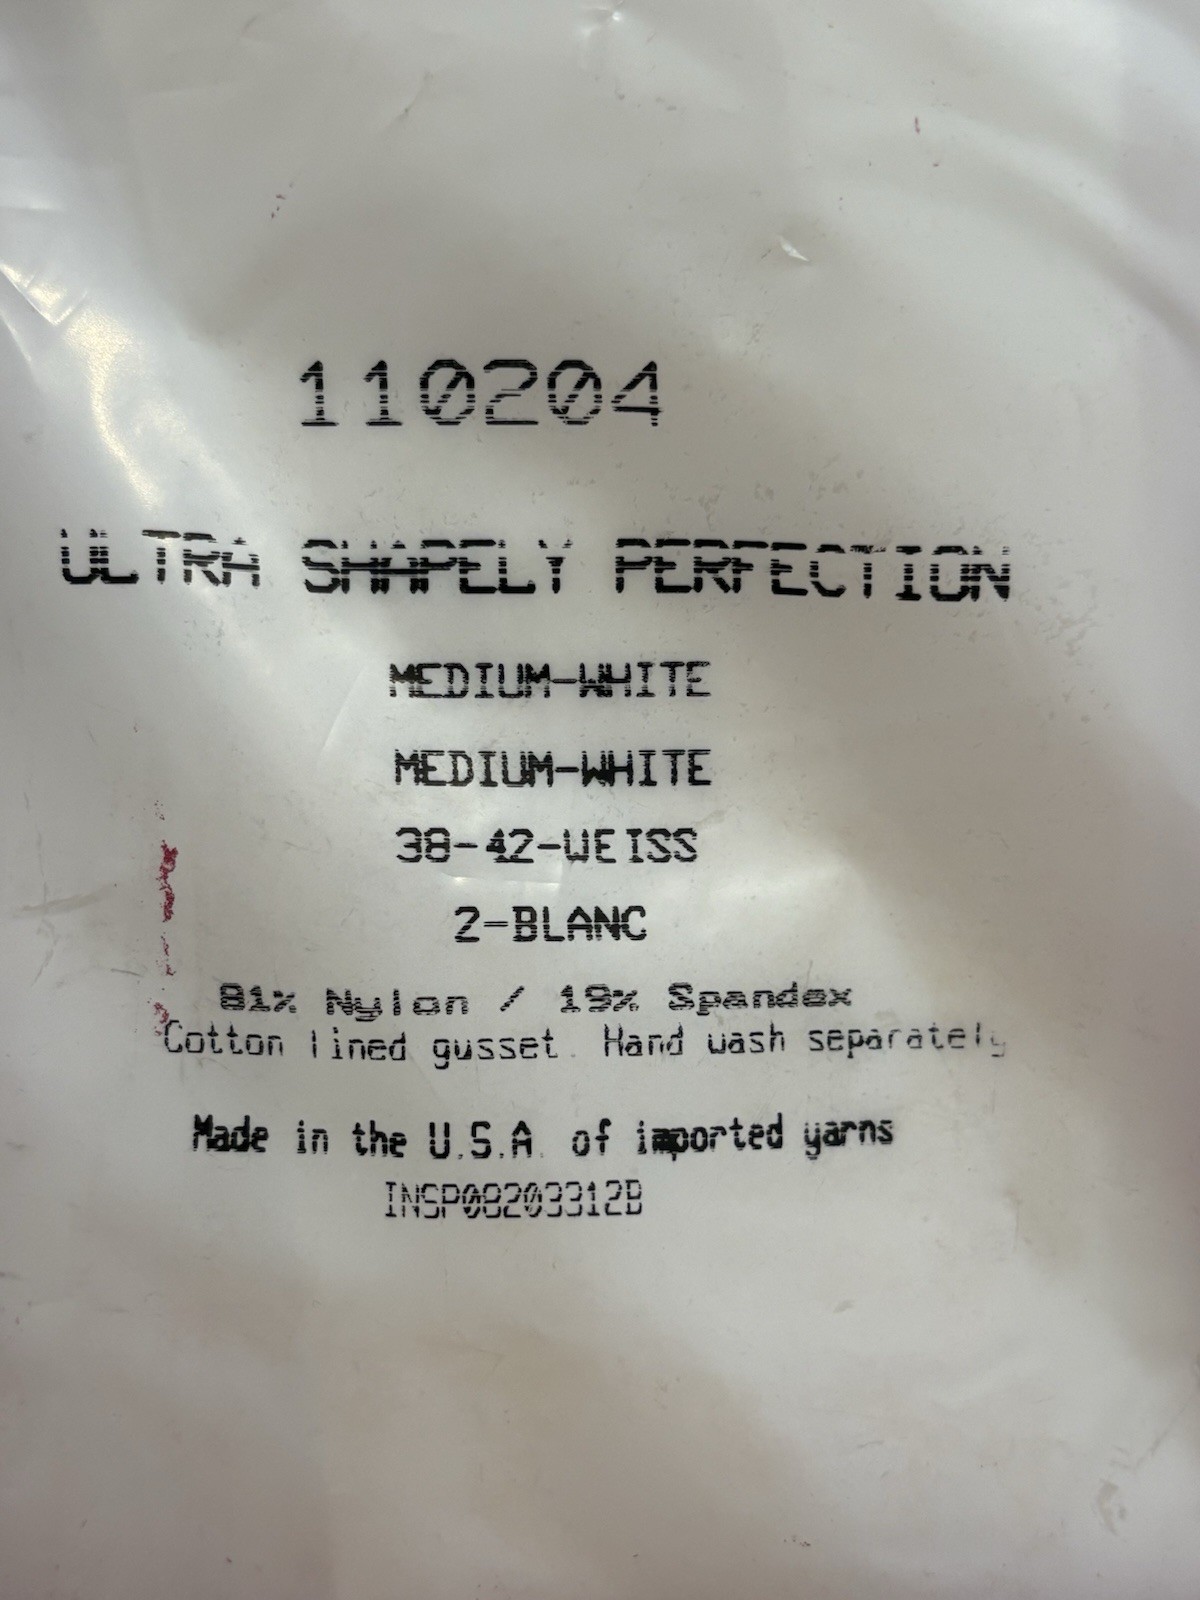 110204
ULTRA SHAPELY PERFECTION
MEDIUM-WHITE
MEDIUM-WHITE
38-42-WEISS
2-BLANC
81% Nylon / 19% Spandex
Cotton lined gusset. Hand wash separately
Made in the U.S.A. of imported yarns
INSP08203312B